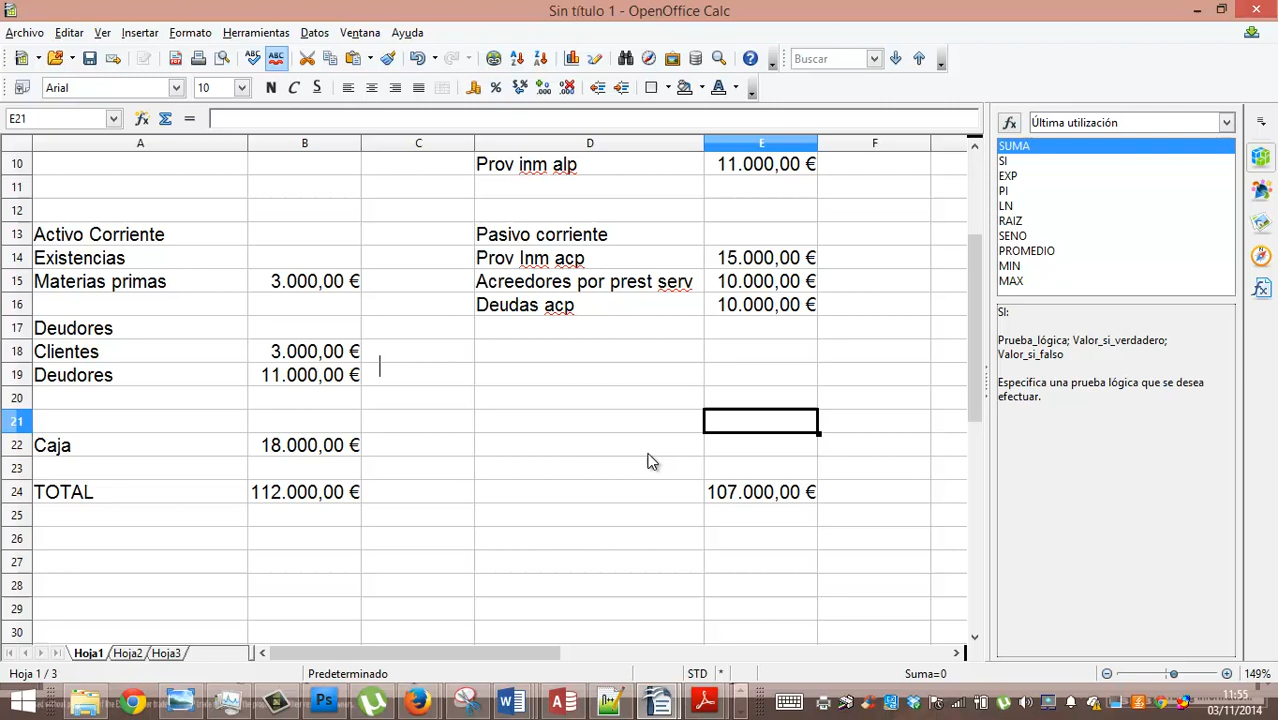 Sin título 1 - OpenOffice Calc
Archivo Editar Ver Insertar Formato Herramientas Datos Ventana Ayuda
Buscar
Arial 10 N C S
E21
Última utilización
A B C D E F
SUMA
SI
EXP
PI
LN
RAIZ
SENO
PROMEDIO
MIN
MAX
SI:
Prueba_lógica; Valor_si_verdadero;
Valor_si_falso
Especifica una prueba lógica que se desea
efectuar.
10 Prov inm alp 11.000,00 €
11
12
13 Activo Corriente Pasivo corriente
14 Existencias Prov Inm acp 15.000,00 €
15 Materias primas 3.000,00 € Acreedores por prest serv 10.000,00 €
16 Deudas acp 10.000,00 €
17 Deudores
18 Clientes 3.000,00 €
19 Deudores 11.000,00 €
20
21
22 Caja 18.000,00 €
23
24 TOTAL 112.000,00 € 107.000,00 €
25
26
27
28
29
30
Hoja1 Hoja2 Hoja3
Hoja 1 / 3 Predeterminado STD * Suma=0 149%
11:55
03/11/2014